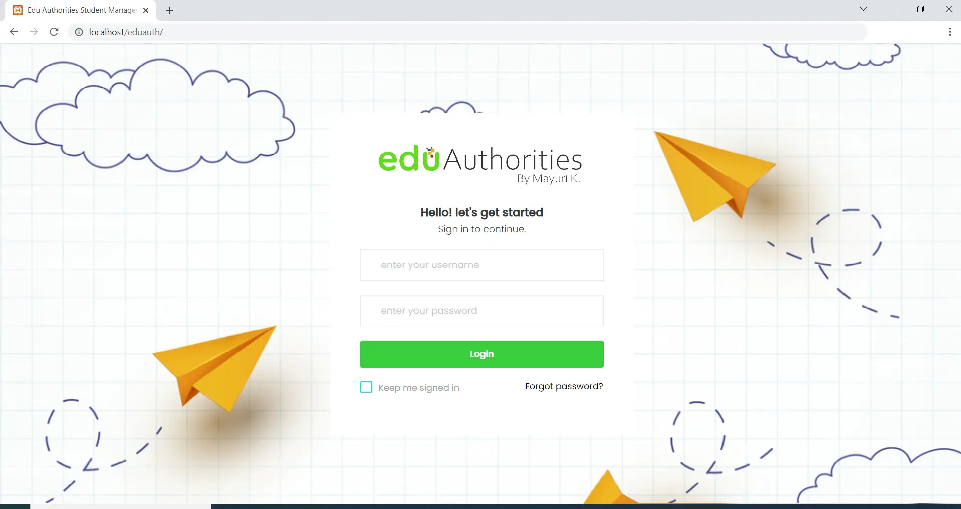 Edu Authorities Student Manager
localhost/eduauth/
eduAuthorities
By Mayuri K.
Hello! let's get started
Sign in to continue.
enter your username
enter your password
Login
Keep me signed in
Forgot password?